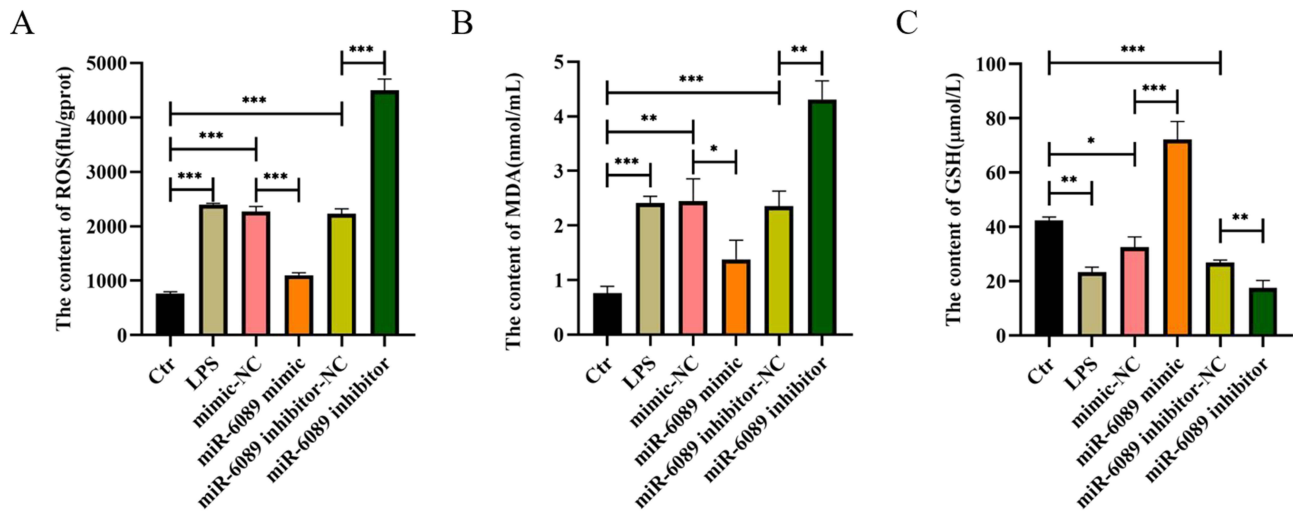 A
The content of ROS(flu/gprot)
5000
4000
3000
2000
1000
0
***
***
***
***
***
Ctr
LPS
mimic-NC
miR-6089 mimic
miR-6089 inhibitor-NC
miR-6089 inhibitor
B
The content of MDA(nmol/mL)
5
4
3
2
1
0
**
***
**
***
*
Ctr
LPS
mimic-NC
miR-6089 mimic
miR-6089 inhibitor-NC
miR-6089 inhibitor
C
The content of GSH(μmol/L)
100
80
60
40
20
0
***
***
*
**
**
Ctr
LPS
mimic-NC
miR-6089 mimic
miR-6089 inhibitor-NC
miR-6089 inhibitor